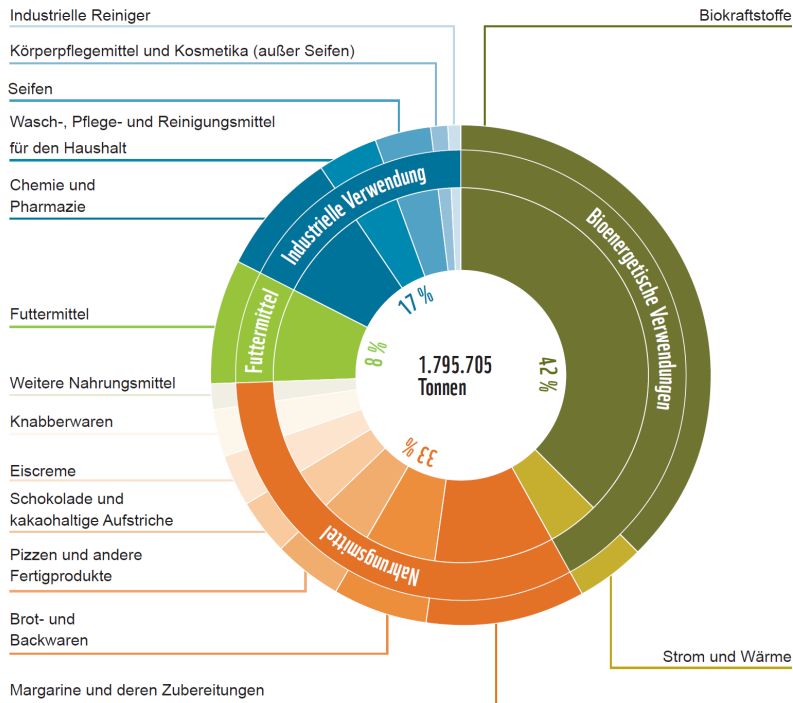 Industrielle Reiniger
Biokraftstoffe
Körperpflegemittel und Kosmetika (außer Seifen)
Seifen
Wasch-, Pflege- und Reinigungsmittel
für den Haushalt
Chemie und
Pharmazie
Futtermittel
Weitere Nahrungsmittel
Knabberwaren
Eiscreme
Schokolade und
kakaohaltige Aufstriche
Pizzen und andere
Fertigprodukte
Brot- und
Backwaren
Margarine und deren Zubereitungen
Strom und Wärme
Industrielle Verwendung
Bioenergetische Verwendungen
Futtermittel
Nahrungsmittel
17 %
8 %
33 %
42 %
1.795.705
Tonnen